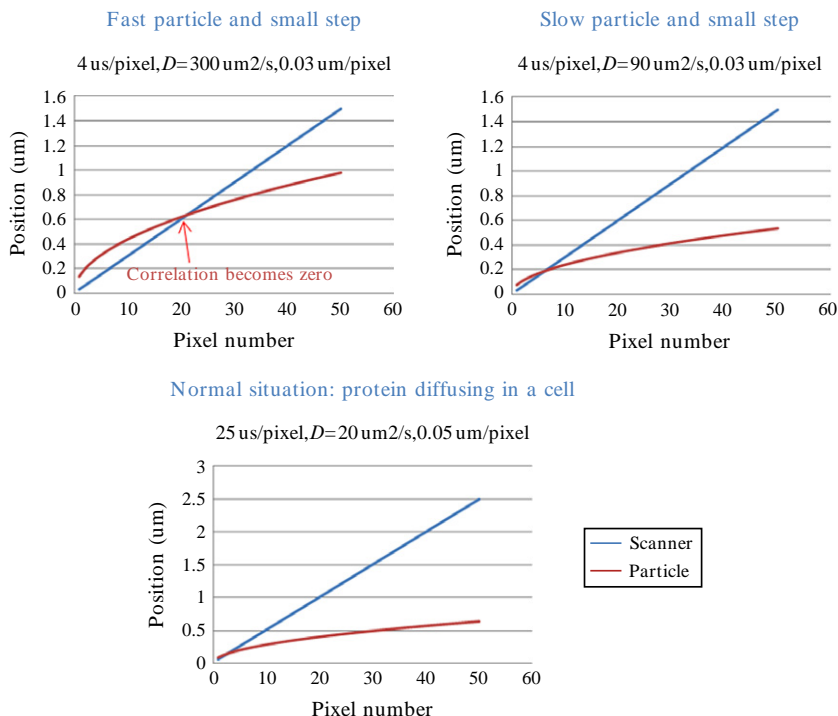 Fast particle and small step
4 us/pixel,D=300 um2/s,0.03 um/pixel
1.6
1.4
1.2
1
0.8
0.6
0.4
0.2
0
Position (um)
Correlation becomes zero
0 10 20 30 40 50 60
Pixel number
Slow particle and small step
4 us/pixel,D=90 um2/s,0.03 um/pixel
1.6
1.4
1.2
1
0.8
0.6
0.4
0.2
0
Position (um)
0 10 20 30 40 50 60
Pixel number
Normal situation: protein diffusing in a cell
25 us/pixel,D=20 um2/s,0.05 um/pixel
3
2.5
2
1.5
1
0.5
0
Position (um)
0 10 20 30 40 50 60
Pixel number
Scanner
Particle